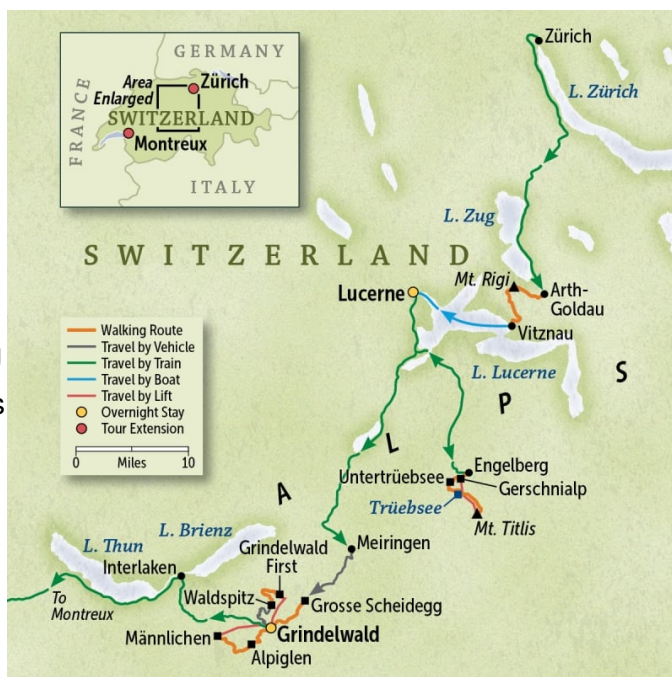 GERMANY
FRANCE
Area
Enlarged
Zürich
SWITZERLAND
Montreux
ITALY
Zürich
L. Zürich
L. Zug
SWITZERLAND
Mt. Rigi
Arth-
Goldau
Lucerne
Vitznau
L. Lucerne
Walking Route
Travel by Vehicle
Travel by Train
Travel by Boat
Travel by Lift
Overnight Stay
Tour Extension
0 10
Miles
A L P S
Engelberg
Untertrüebsee
Gerschnialp
Trüebsee
Mt. Titlis
Meiringen
L. Brienz
L. Thun
Interlaken
To
Montreux
Grindelwald
First
Waldspitz
Grosse Scheidegg
Männlichen
Grindelwald
Alpiglen